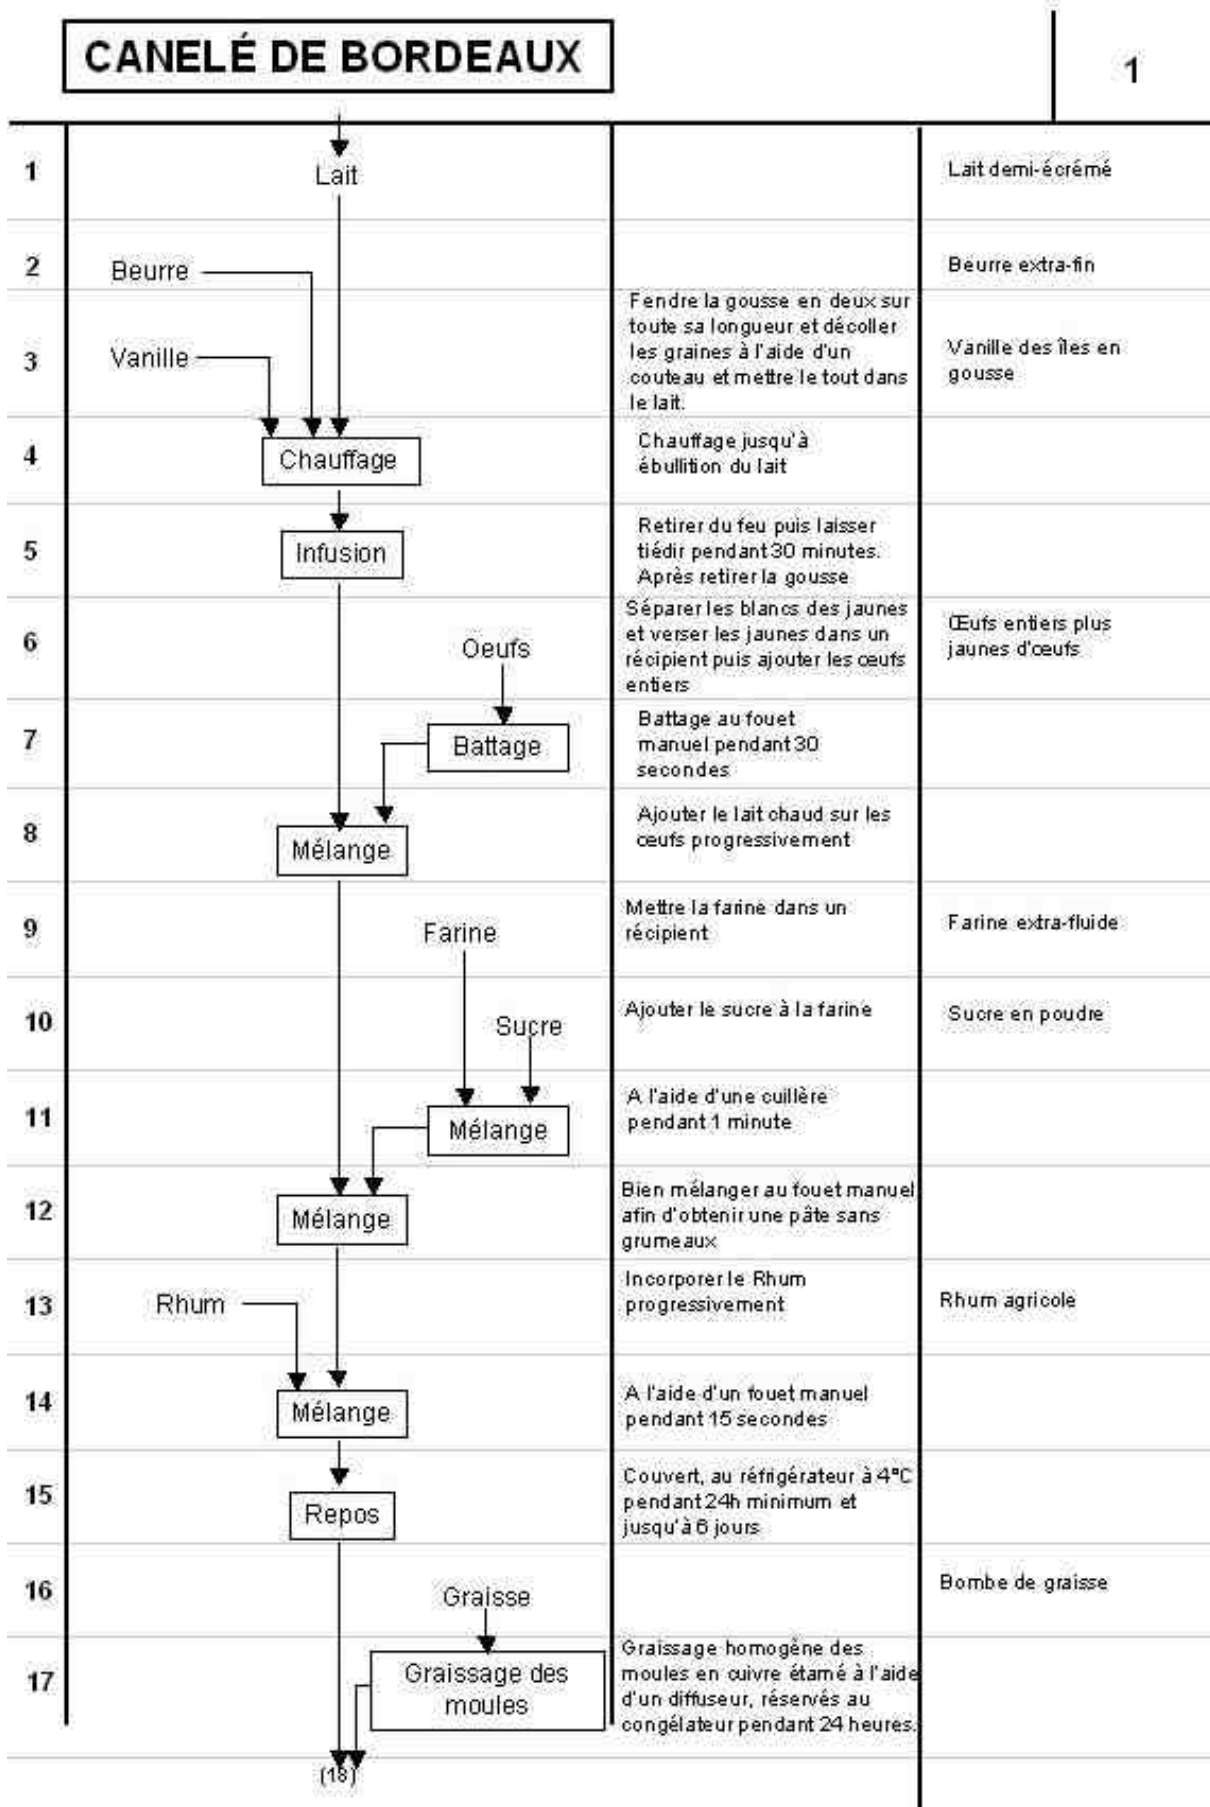 CANELÉ DE BORDEAUX
1
1
Lait
Lait demi-écrémé
2
Beurre
Beurre extra-fin
3
Vanille
Fendre la gousse en deux sur
toute sa longueur et décoller
les graines à l'aide d'un
couteau et mettre le tout dans
le lait.
Vanille des îles en
gousse
4
Chauffage
Chauffage jusqu'à
ébullition du lait
5
Infusion
Retirer du feu puis laisser
tiédir pendant 30 minutes.
Après retirer la gousse
6
Oeufs
Séparer les blancs des jaunes
et verser les jaunes dans un
récipient puis ajouter les œufs
entiers
Œufs entiers plus
jaunes d'œufs
7
Battage
Battage au fouet
manuel pendant 30
secondes
8
Mélange
Ajouter le lait chaud sur les
œufs progressivement
9
Farine
Mettre la farine dans un
récipient
Farine extra-fluide
10
Sucre
Ajouter le sucre à la farine
Sucre en poudre
11
Mélange
A l'aide d'une cuillère
pendant 1 minute
12
Mélange
Bien mélanger au fouet manuel
afin d'obtenir une pâte sans
grumeaux
13
Rhum
Incorporer le Rhum
progressivement
Rhum agricole
14
Mélange
A l'aide d'un fouet manuel
pendant 15 secondes
15
Repos
Couvert, au réfrigérateur à 4°C
pendant 24h minimum et
jusqu'à 6 jours
16
Graisse
Bombe de graisse
17
Graissage des
moules
Graissage homogène des
moules en cuivre étamé à l'aide
d'un diffuseur, réservés au
congélateur pendant 24 heures.
(18)